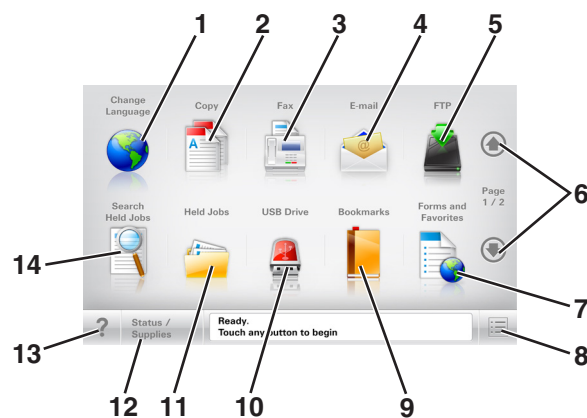 1 2 3 4 5
Change
Language
Copy
Fax
E-mail
FTP
A
@
6
Page
1 / 2
Search
Held Jobs
Held Jobs
USB Drive
Bookmarks
Forms and
Favorites
14
7
?
Status /
Supplies
Ready.
Touch any button to begin
13 12 11 10 9 8